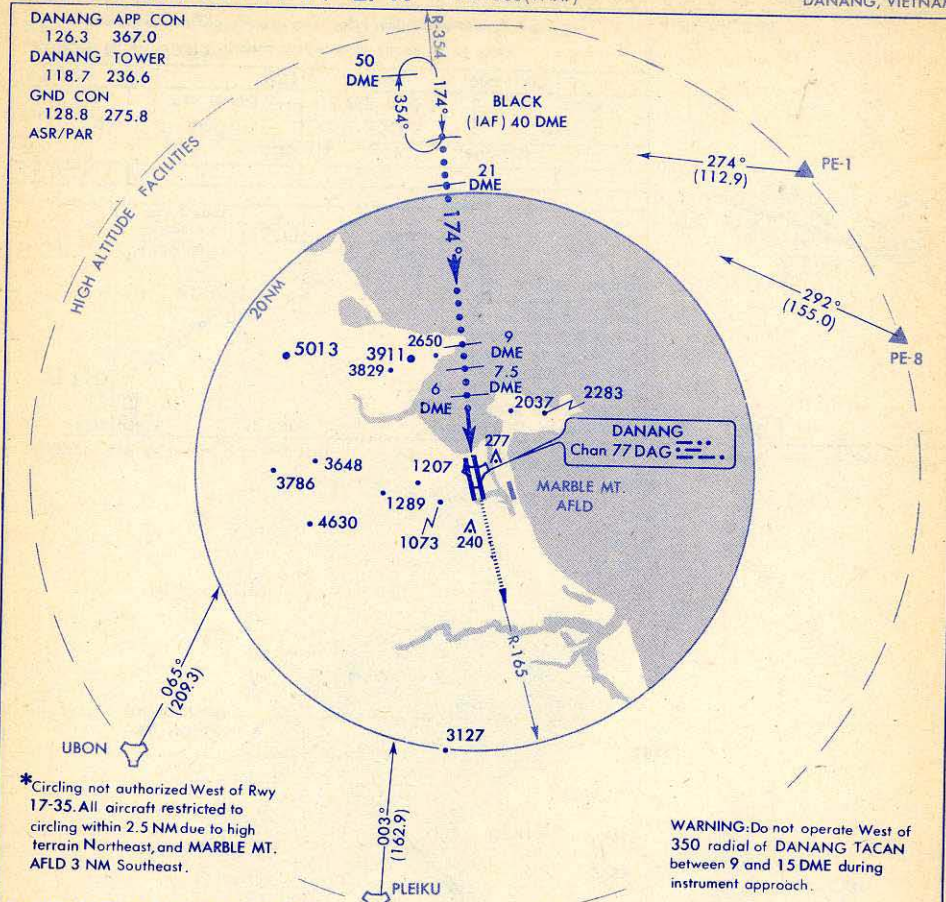 DANANG, VIETNAM
DANANG APP CON
126.3 367.0
DANANG TOWER
118.7 236.6
GND CON
128.8 275.8
ASR/PAR
R-354
50
DME
174°
354°
BLACK
(IAF) 40 DME
21
DME
174°
274°
(112.9)
PE-1
292°
(155.0)
PE-8
HIGH ALTITUDE FACILITIES
20NM
5013
3911
2650
3829
9
DME
7.5
DME
6
DME
2037
2283
277
DANANG
Chan 77 DAG
3648
3786
1207
1289
4630
1073
240
MARBLE MT.
AFLD
R-165
065°
(209.3)
UBON
3127
003°
(162.9)
PLEIKU
*Circling not authorized West of Rwy
17-35. All aircraft restricted to
circling within 2.5 NM due to high
terrain Northeast, and MARBLE MT.
AFLD 3 NM Southeast.
WARNING: Do not operate West of
350 radial of DANANG TACAN
between 9 and 15 DME during
instrument approach.